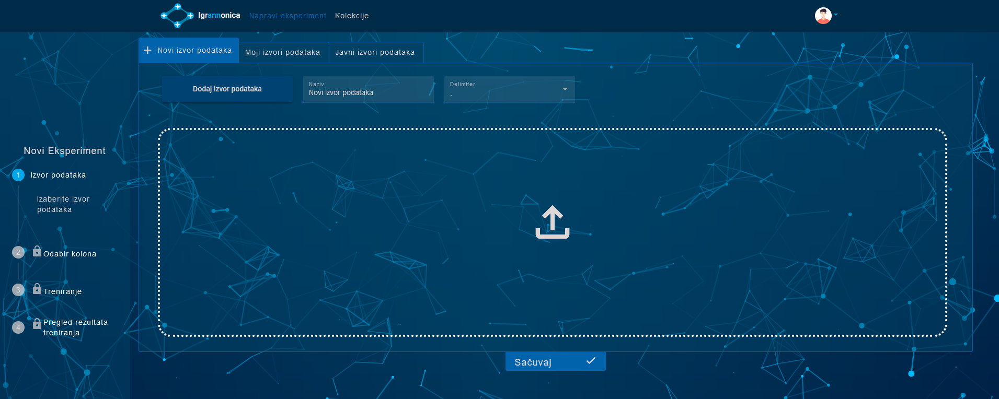 Igrannonica Napravi eksperiment Kolekcije
Novi izvor podataka Moji izvori podataka Javni izvori podataka
Dodaj izvor podataka
Naziv
Novi izvor podataka
Delimiter
,
Novi Eksperiment
1 Izvor podataka
Izaberite izvor
podataka
2 Odabir kolona
3 Treniranje
4 Pregled rezultata
treniranja
Sačuvaj